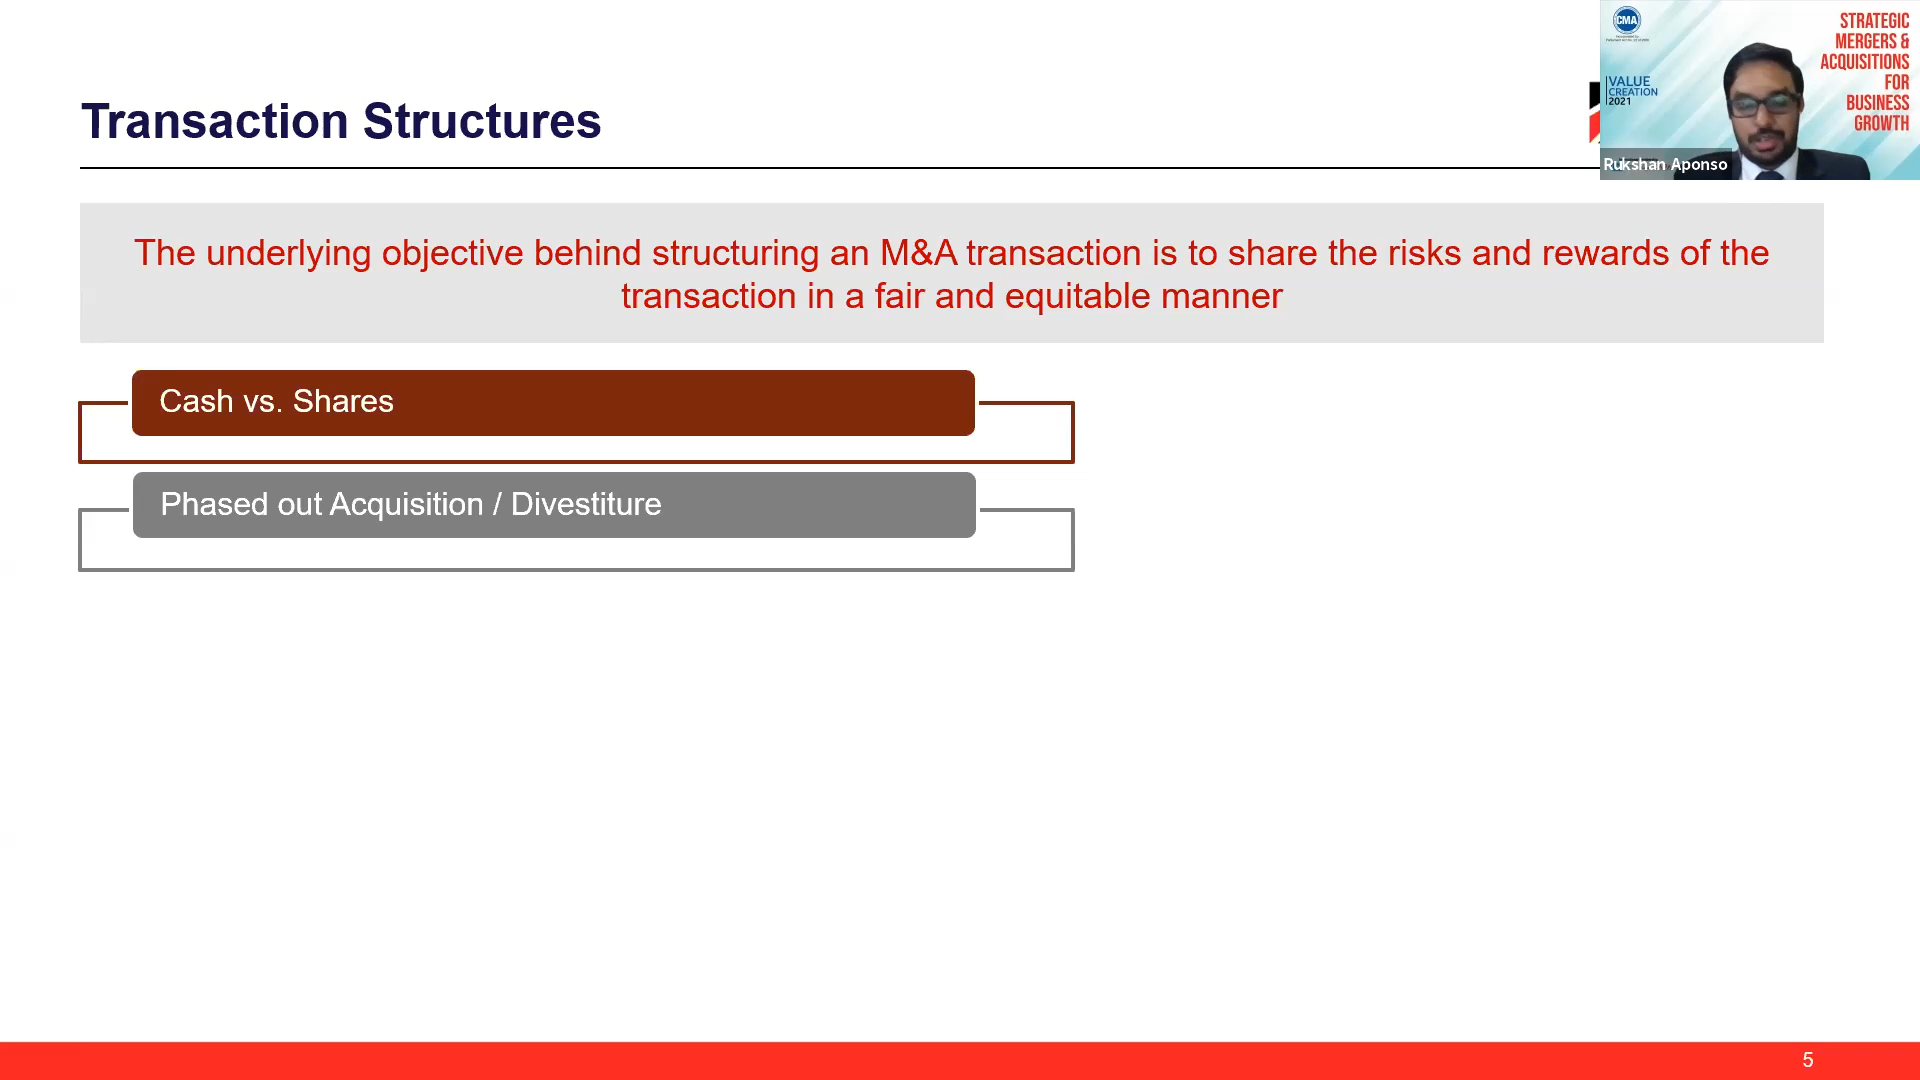 Transaction Structures
The underlying objective behind structuring an M&A transaction is to share the risks and rewards of the
transaction in a fair and equitable manner
Cash vs. Shares
Phased out Acquisition / Divestiture
5
CMA
VALUE
CREATION
2021
STRATEGIC
MERGERS &
ACQUISITIONS
FOR
BUSINESS
GROWTH
Rukshan Aponso